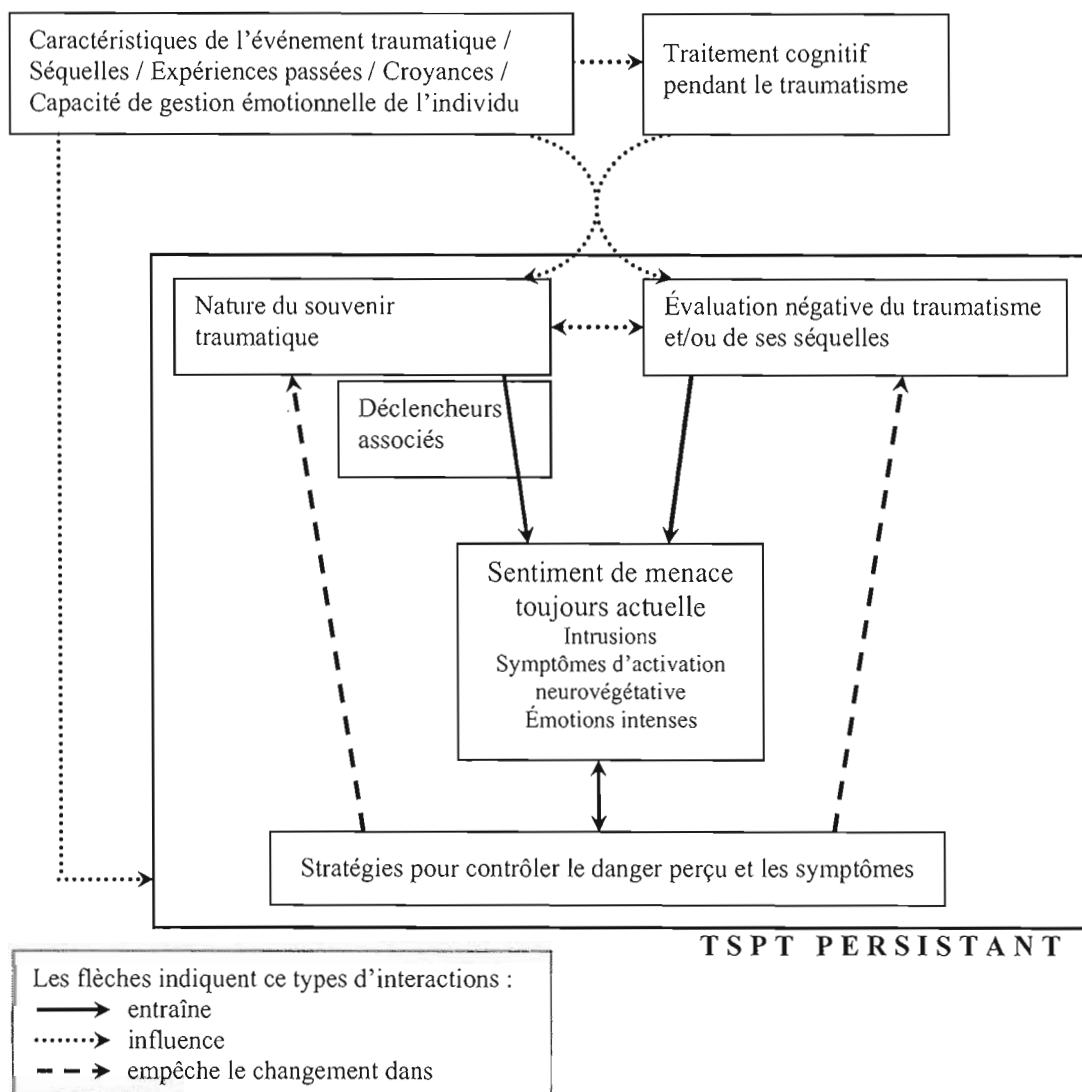 Caractéristiques de l'événement traumatique /
Séquelles / Expériences passées / Croyances /
Capacité de gestion émotionnelle de l'individu
Traitement cognitif
pendant le traumatisme
Nature du souvenir
traumatique
Évaluation négative du traumatisme
et/ou de ses séquelles
Déclencheurs
associés
Sentiment de menace
toujours actuelle
Intrusions
Symptômes d'activation
neurovégétative
Émotions intenses
Stratégies pour contrôler le danger perçu et les symptômes
TSPT PERSISTANT
Les flèches indiquent ce types d'interactions :
entraîne
influence
empêche le changement dans